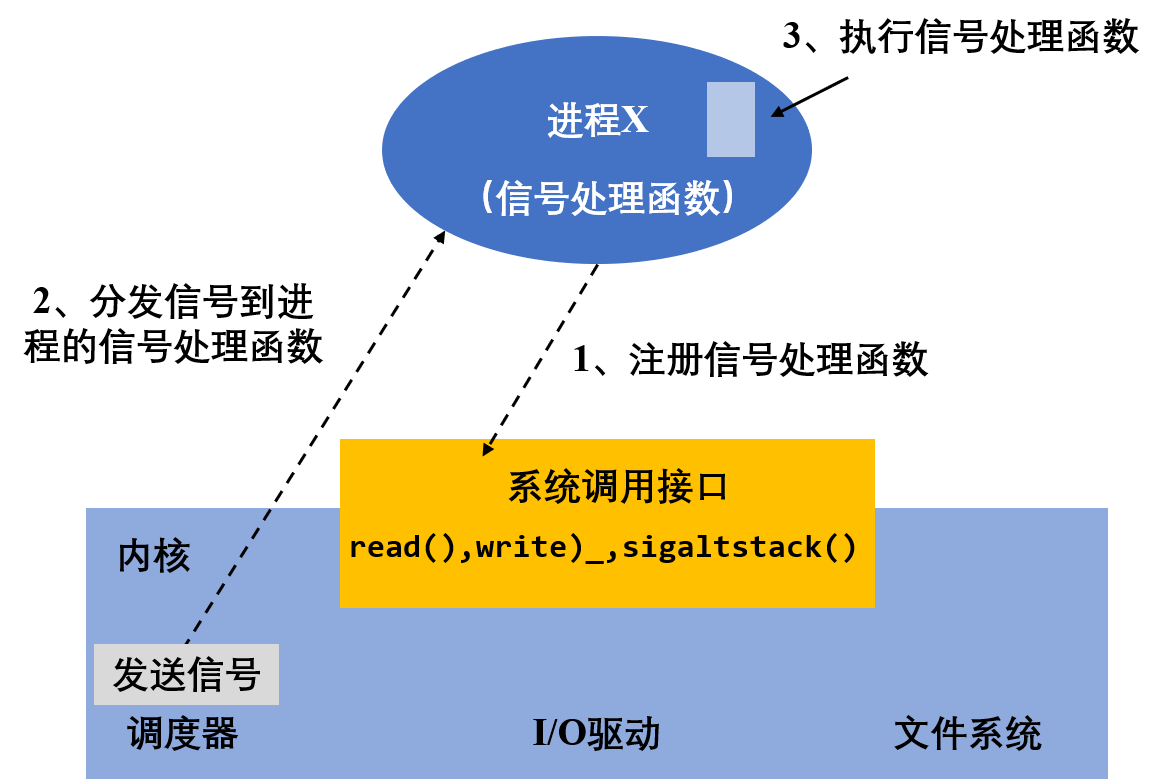 3、执行信号处理函数
进程X
(信号处理函数)
2、分发信号到进
程的信号处理函数
1、注册信号处理函数
系统调用接口
read(),write)_,sigaltstack()
内核
发送信号
调度器
I/O驱动
文件系统